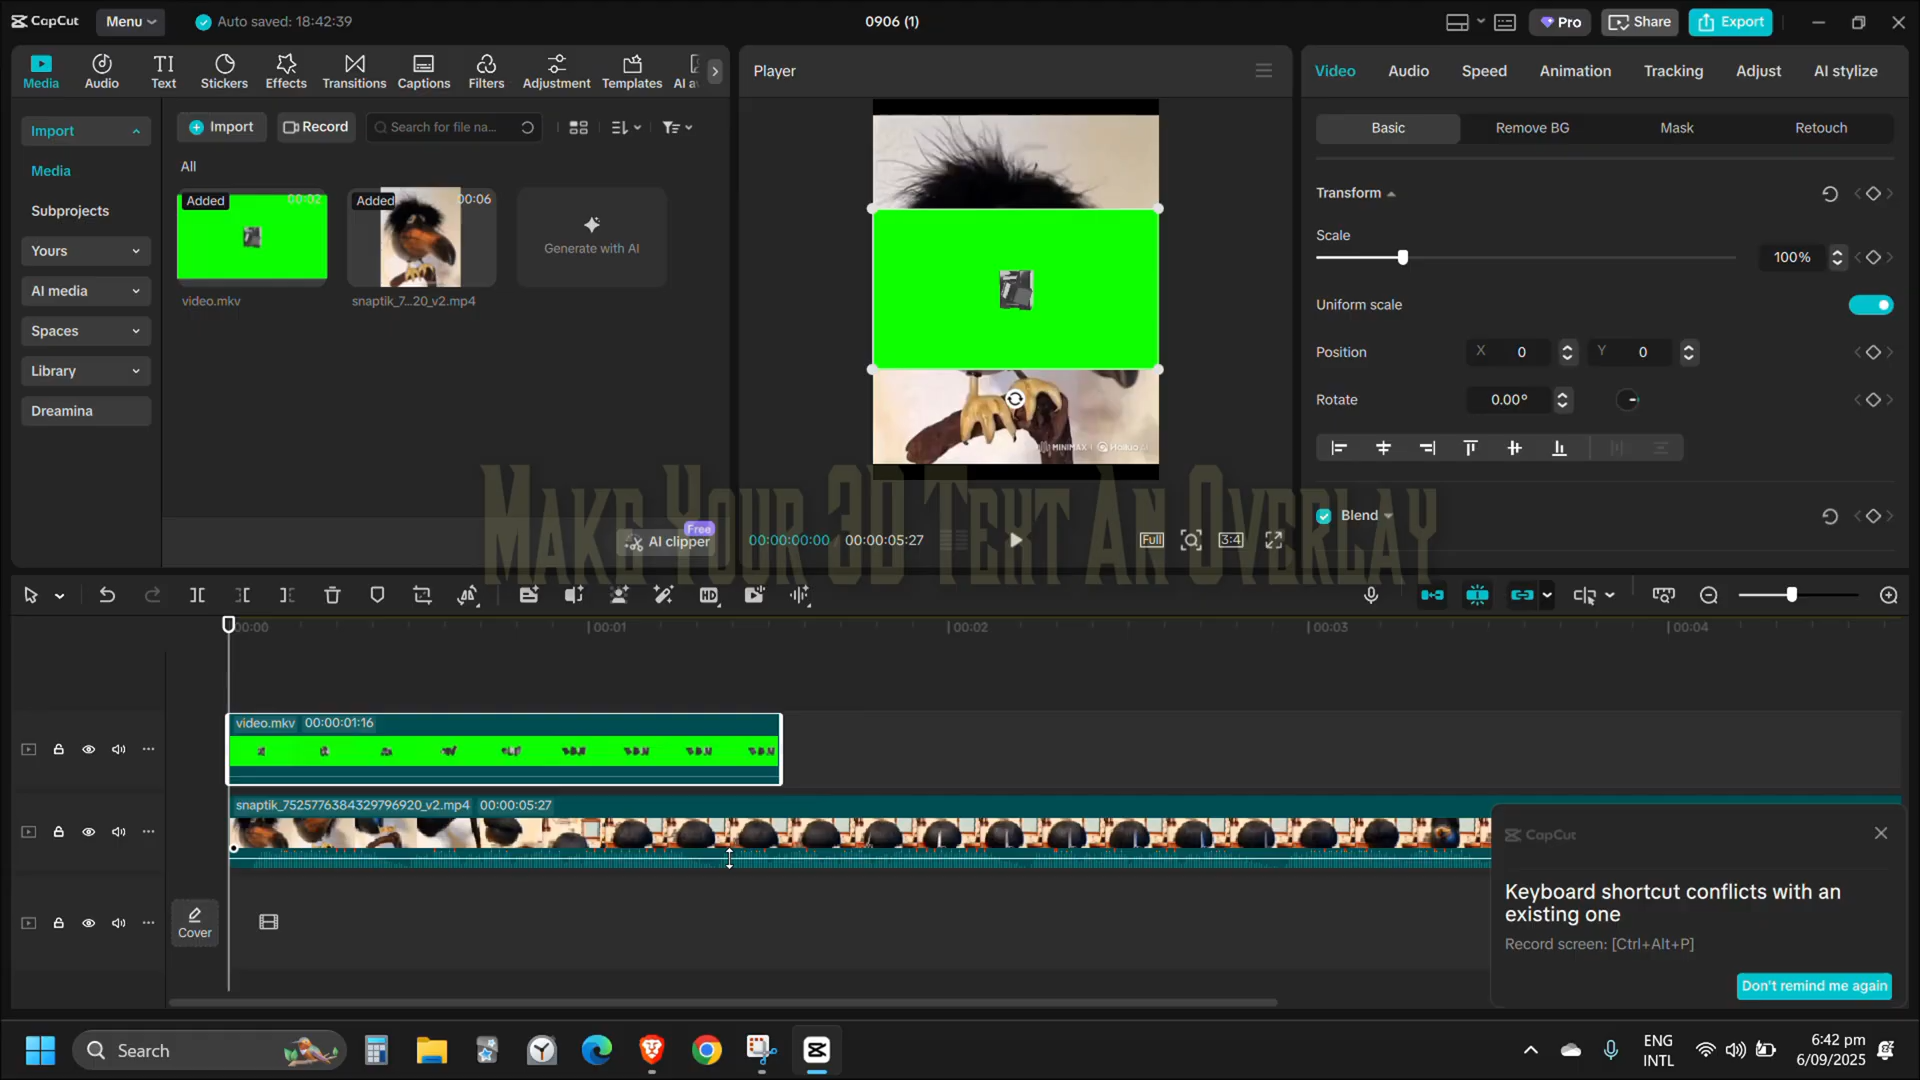 CapCut
Menu
Auto saved: 18:42:39
0906 (1)
Pro
Share
Export
Media
Audio
Text
Stickers
Effects
Transitions
Captions
Filters
Adjustment
Templates
Import
Media
Subprojects
Yours
AI media
Spaces
Library
Dreamina
Import
Record
Search for file na...
All
Added
00:02
video.mkv
Added
00:06
snaptik_7...20_v2.mp4
Generate with AI
Free
AI clipper
Player
MINIMAX
00:00:00:00
00:00:05:27
Full
3:4
Make Your 3D Text An Overlay
Video
Audio
Speed
Animation
Tracking
Adjust
AI stylize
Basic
Remove BG
Mask
Retouch
Transform
Scale
100%
Uniform scale
Position
X 0
Y 0
Rotate
0.00°
Blend
HD
00:00
00:01
00:02
00:03
00:04
video.mkv 00:00:01:16
snaptik_7525776384329796920_v2.mp4 00:00:05:27
Cover
CapCut
Keyboard shortcut conflicts with an
existing one
Record screen: [Ctrl+Alt+P]
Don't remind me again
Search
ENG
INTL
6:42 pm
6/09/2025